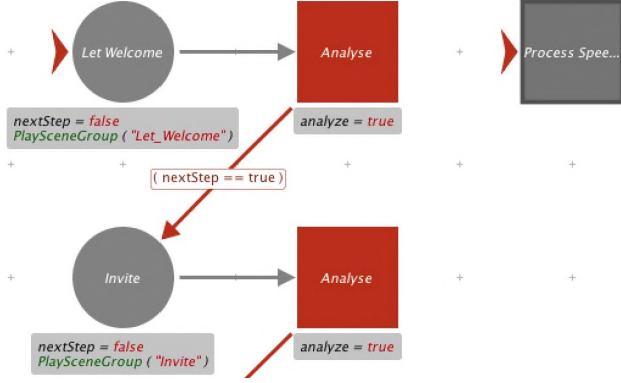 Let Welcome
Analyse
Process Spee...
nextStep = false
PlaySceneGroup ( "Let_Welcome" )
analyze = true
( nextStep == true )
Invite
Analyse
nextStep = false
PlaySceneGroup ( "Invite" )
analyze = true